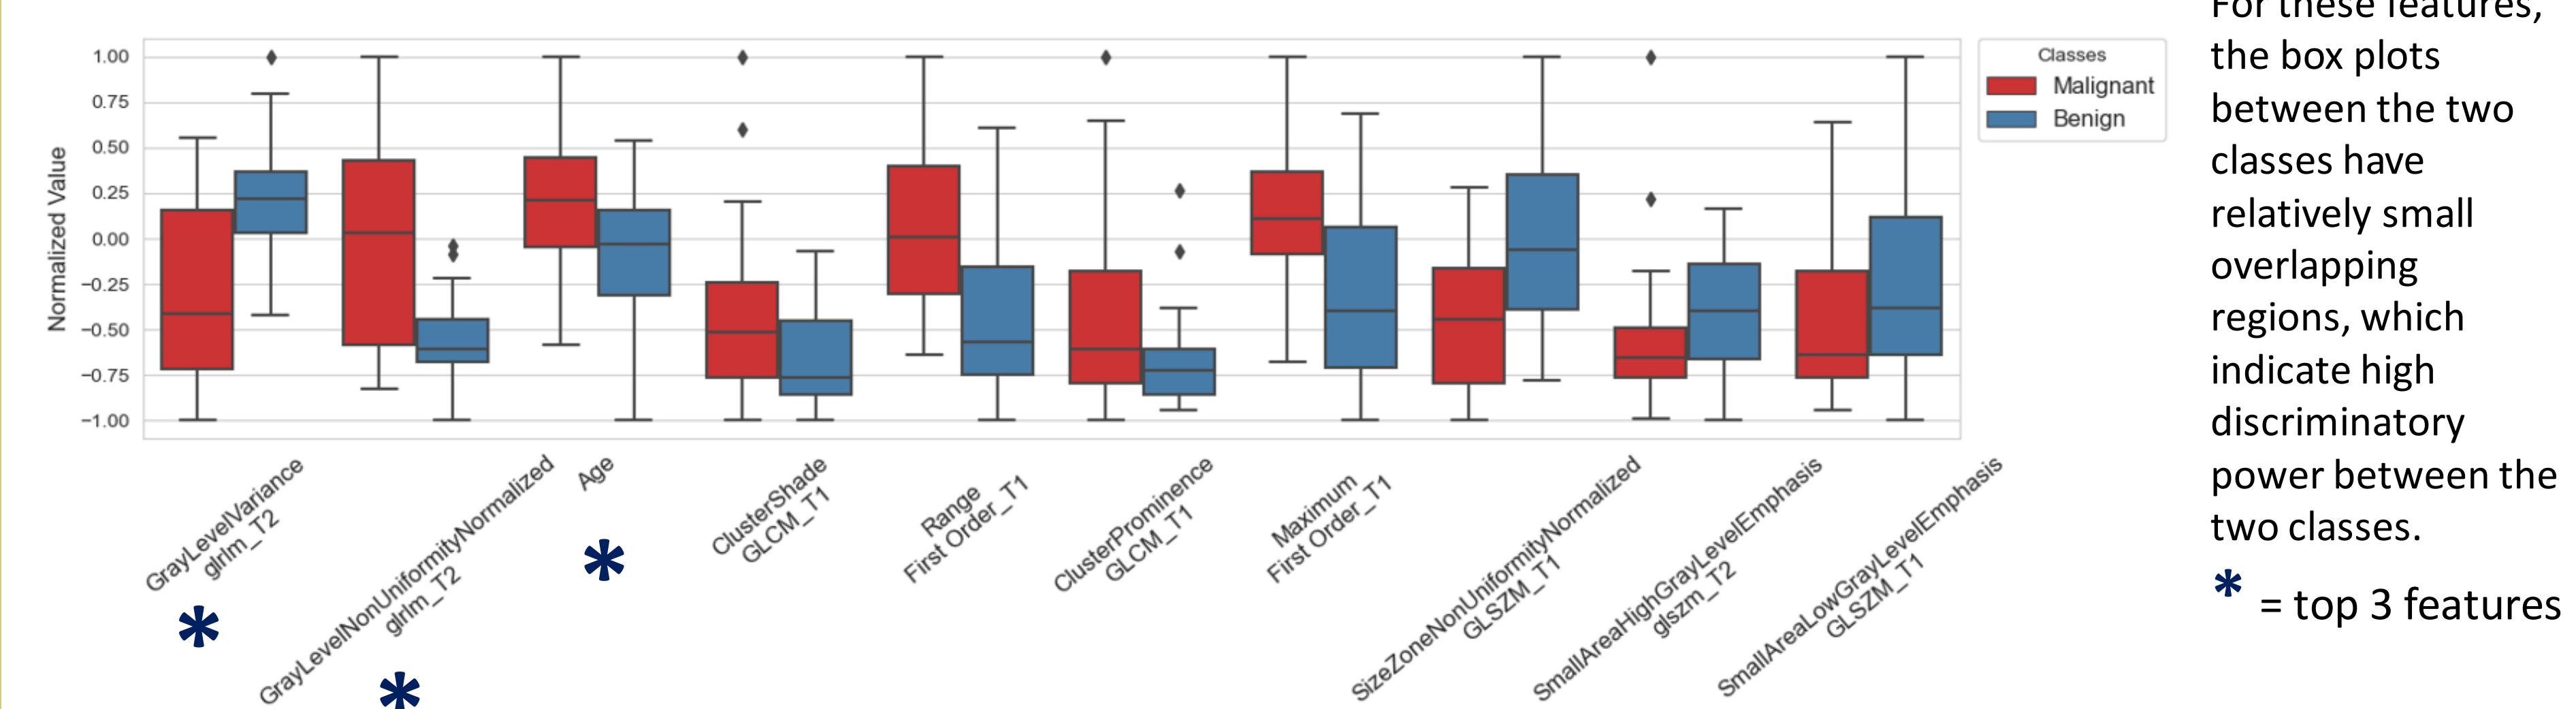 For these features,
the box plots
between the two
classes have
relatively small
overlapping
regions, which
indicate high
discriminatory
power between the
two classes.
* = top 3 features
Classes
Malignant
Benign
Normalized Value
1.00
0.75
0.50
0.25
0.00
−0.25
−0.50
−0.75
−1.00
GrayLevelVariance
glrlm_T2
*
GrayLevelNonUniformityNormalized
glrlm_T2
*
Age
*
ClusterShade
GLCM_T1
Range
First Order_T1
ClusterProminence
GLCM_T1
Maximum
First Order_T1
SizeZoneNonUniformityNormalized
GLSZM_T1
SmallAreaHighGrayLevelEmphasis
glszm_T2
SmallAreaLowGrayLevelEmphasis
GLSZM_T1